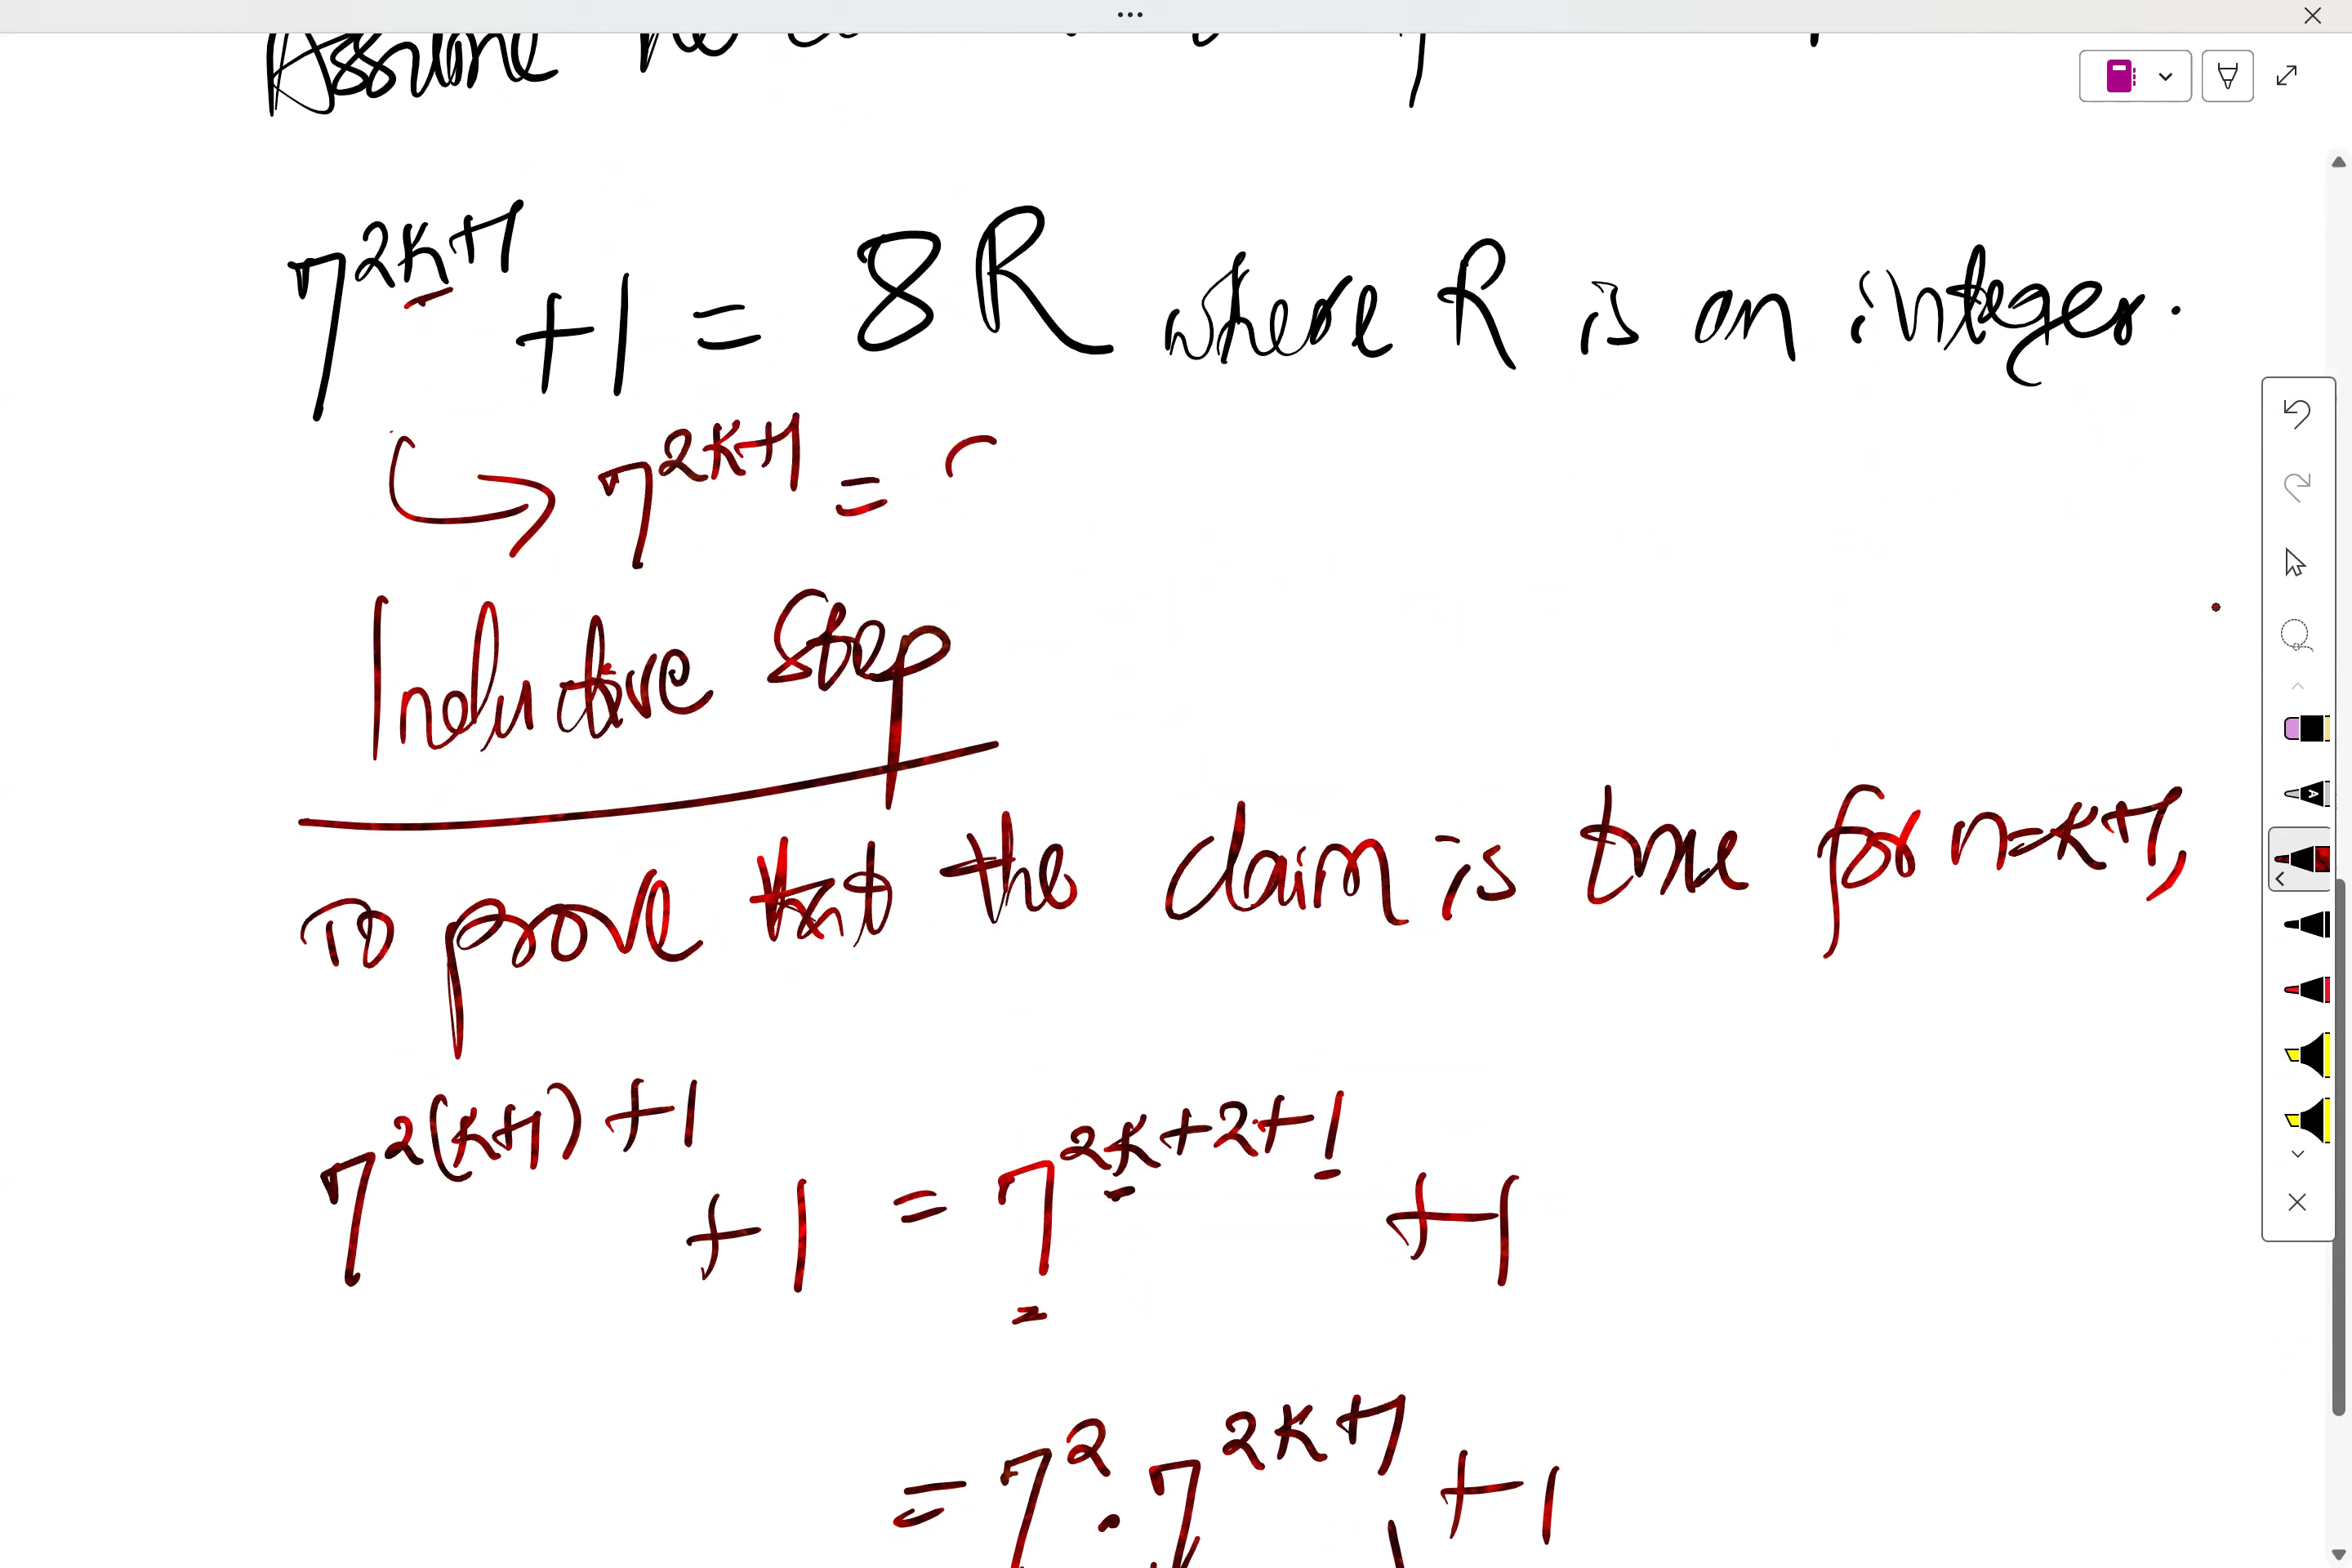 Assume
7^{2k+1} + 1 = 8R where R is an integer.
↪ 7^{2k+1} =
Inductive Step
To prove that the claim is true for n=k+1,
7^{2(k+1)+1} + 1 = 7^{2k+2+1} + 1
= 7^2 · 7^{2k+1} + 1